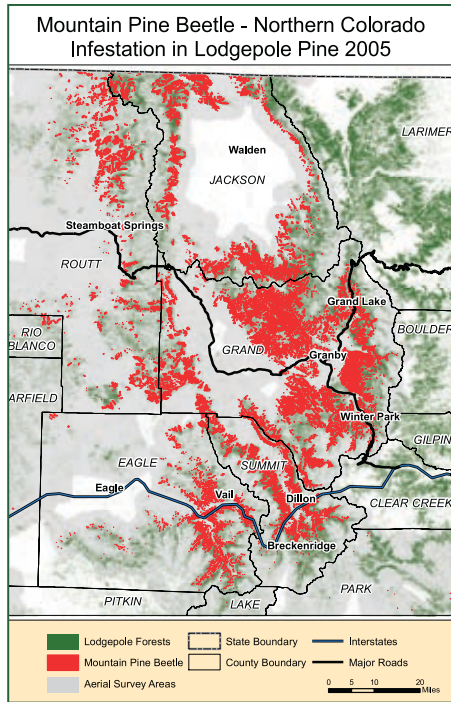 Mountain Pine Beetle - Northern Colorado
Infestation in Lodgepole Pine 2005
LARIMER
Walden
JACKSON
Steamboat Springs
ROUTT
Grand Lake
BOULDER
RIO
BLANCO
GRAND
Granby
ARFIELD
Winter Park
GILPIN
EAGLE
SUMMIT
Eagle
Vail
Dillon
CLEAR CREEK
Breckenridge
PARK
PITKIN
LAKE
Lodgepole Forests
State Boundary
Interstates
Mountain Pine Beetle
County Boundary
Major Roads
Aerial Survey Areas
0 5 10 20
Miles